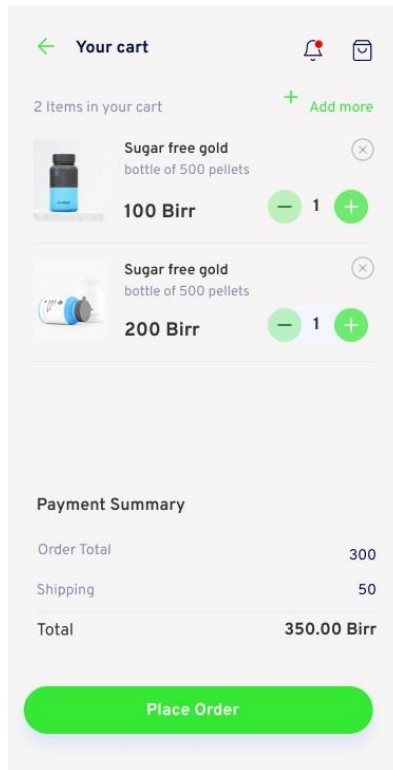 Your cart
2 Items in your cart
+ Add more
Sugar free gold
bottle of 500 pellets
100 Birr
− 1 +
Sugar free gold
bottle of 500 pellets
200 Birr
− 1 +
Payment Summary
Order Total 300
Shipping 50
Total 350.00 Birr
Place Order